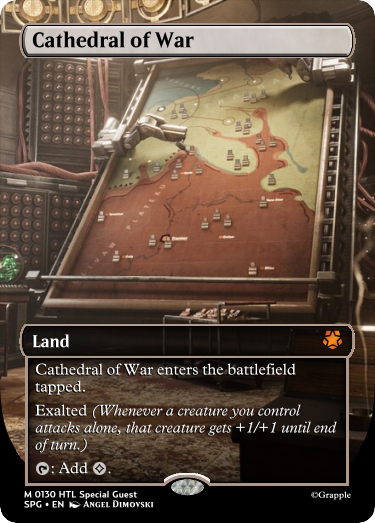 Cathedral of War
Land
Cathedral of War enters the battlefield
tapped.
Exalted (Whenever a creature you control
attacks alone, that creature gets +1/+1 until end
of turn.)
: Add .
M 0130 HTL Special Guest
SPG • EN ANGEL DIMOVSKI
©Grapple